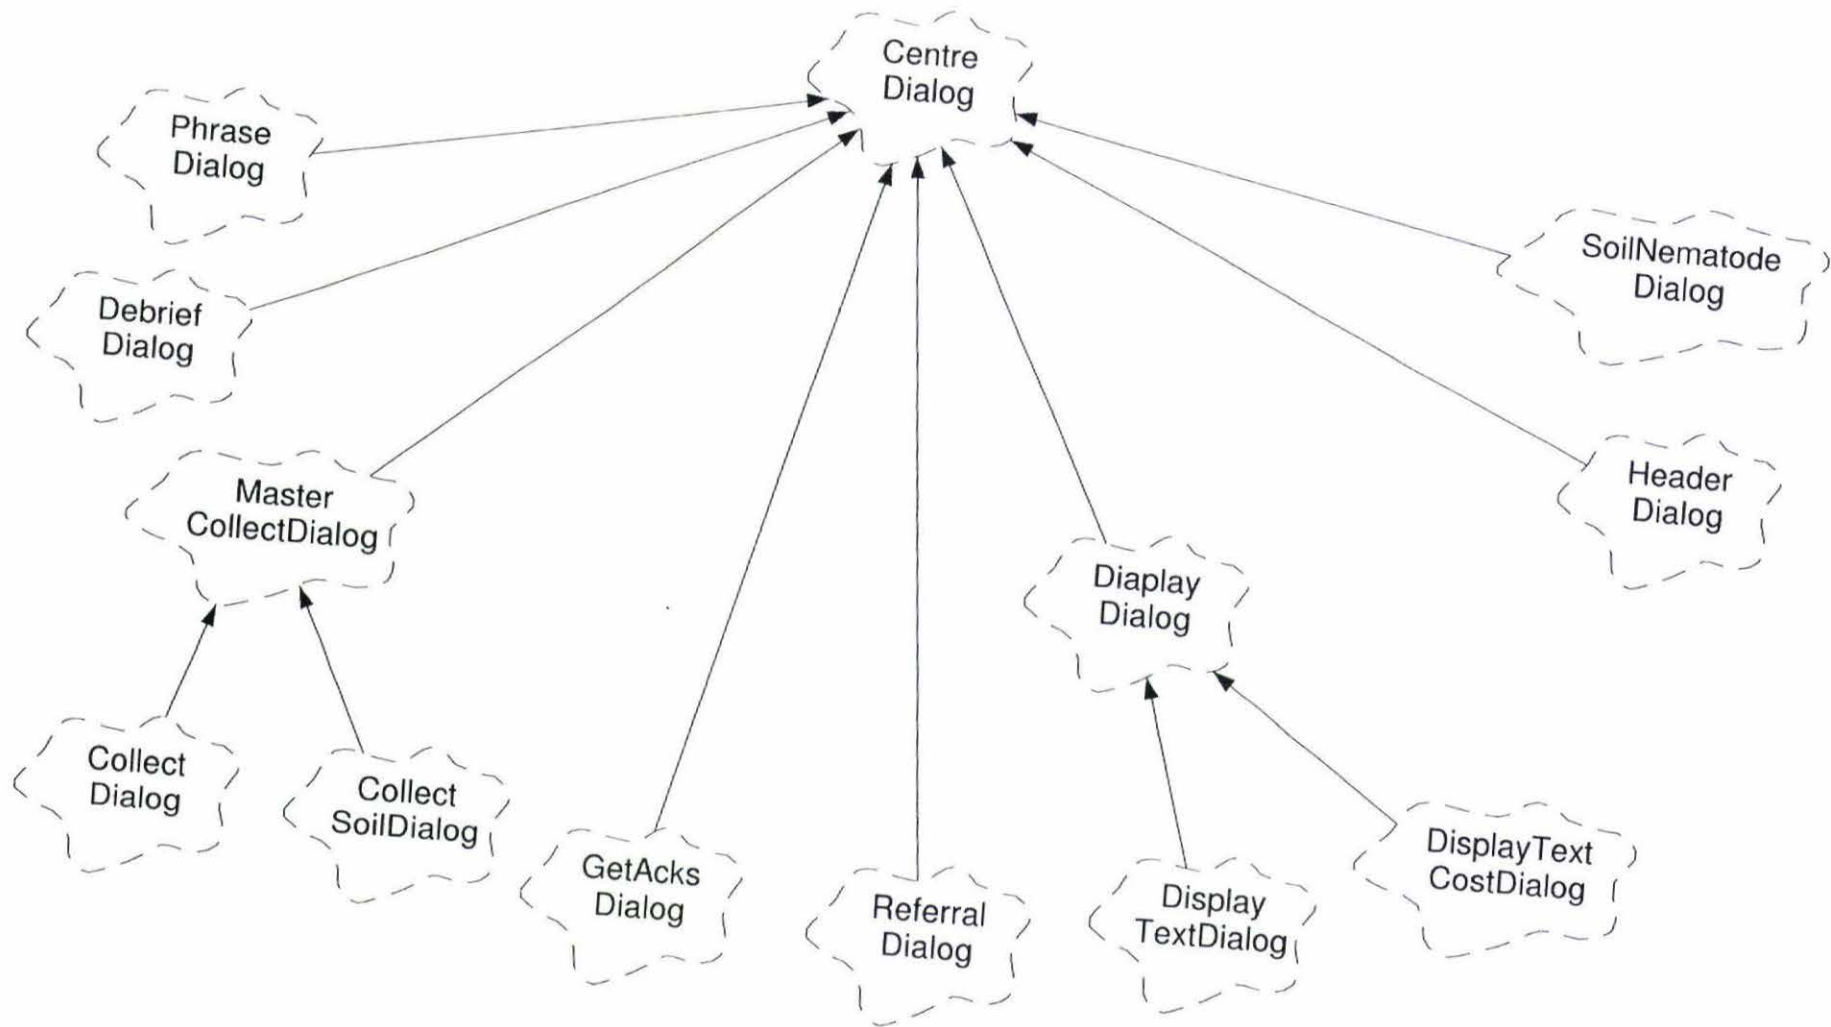 Centre
Dialog
Phrase
Dialog
Debrief
Dialog
SoilNematode
Dialog
Master
CollectDialog
Header
Dialog
Diaplay
Dialog
Collect
Dialog
Collect
SoilDialog
GetAcks
Dialog
Referral
Dialog
Display
TextDialog
DisplayText
CostDialog